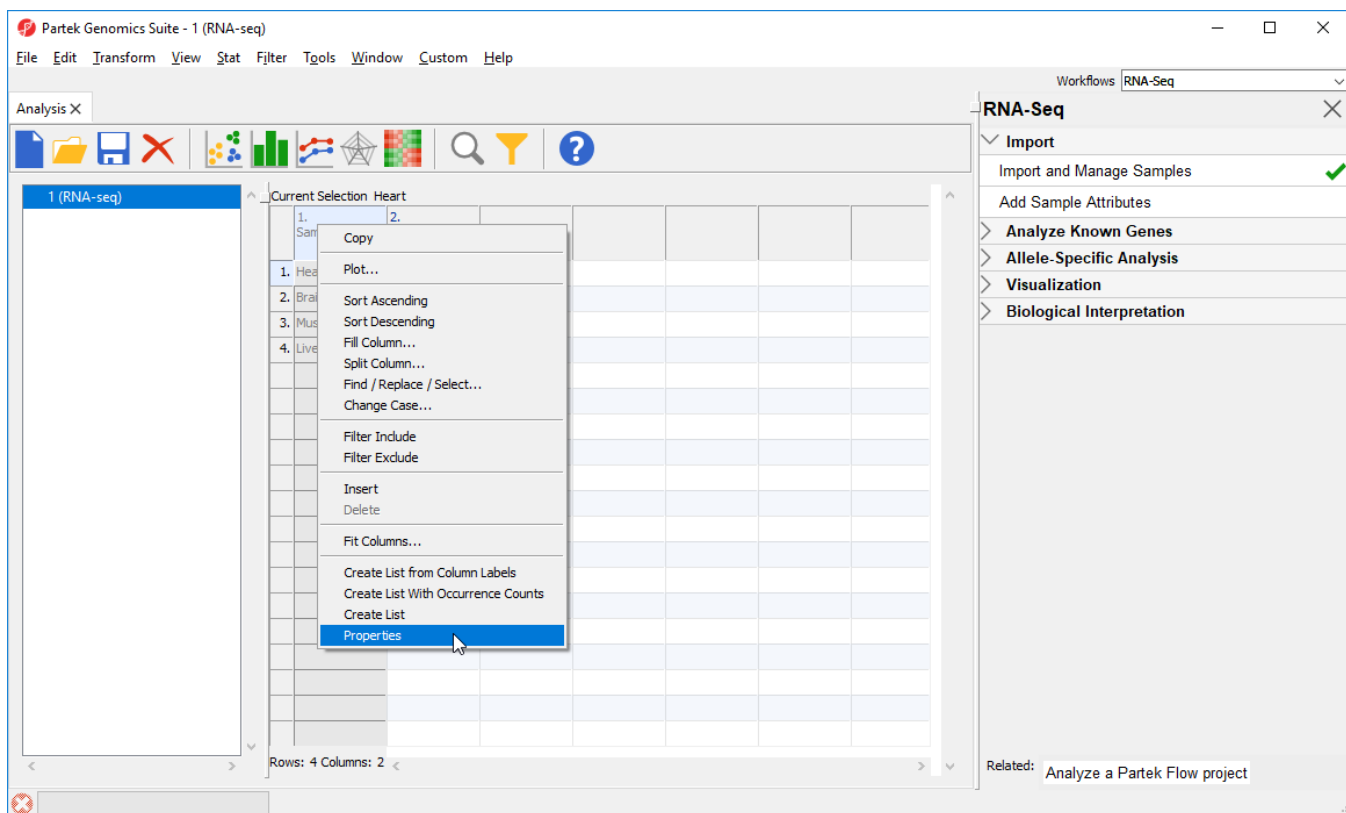 Partek Genomics Suite - 1 (RNA-seq)
File Edit Transform View Stat Filter Tools Window Custom Help
Workflows RNA-Seq
Analysis
RNA-Seq
Import
Import and Manage Samples
Add Sample Attributes
Analyze Known Genes
Allele-Specific Analysis
Visualization
Biological Interpretation
1 (RNA-seq)
Current Selection Heart
1. 2.
Sam
1. Hea
2. Brai
3. Mus
4. Live
Copy
Plot...
Sort Ascending
Sort Descending
Fill Column...
Split Column...
Find / Replace / Select...
Change Case...
Filter Include
Filter Exclude
Insert
Delete
Fit Columns...
Create List from Column Labels
Create List With Occurrence Counts
Create List
Properties
Rows: 4 Columns: 2
Related: Analyze a Partek Flow project